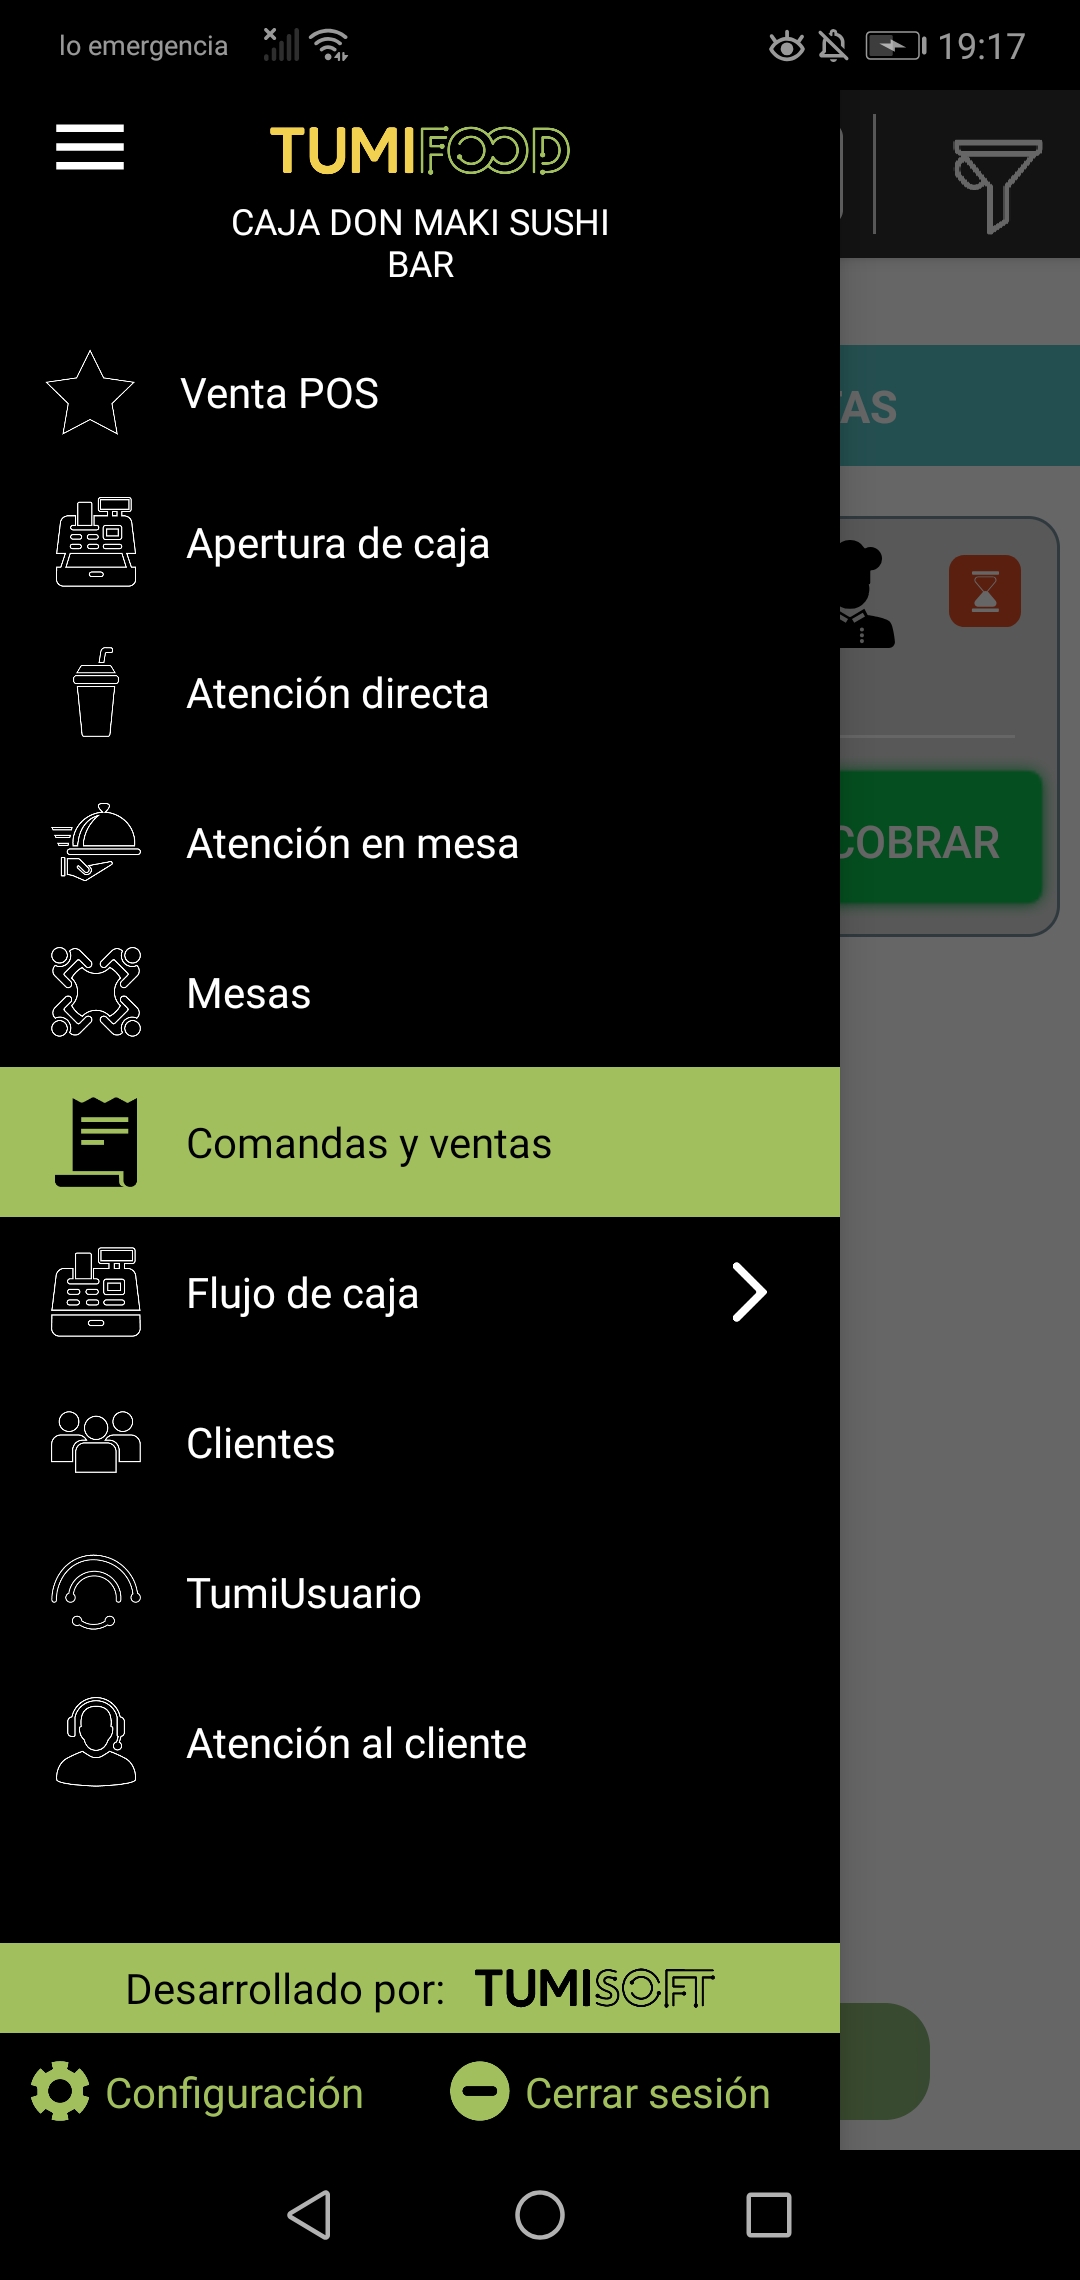 lo emergencia
19:17
TUMIFOOD
CAJA DON MAKI SUSHI
BAR
Venta POS
AS
Apertura de caja
Atención directa
Atención en mesa
COBRAR
Mesas
Comandas y ventas
Flujo de caja
Clientes
TumiUsuario
Atención al cliente
Desarrollado por: TUMISOFT
Configuración
Cerrar sesión